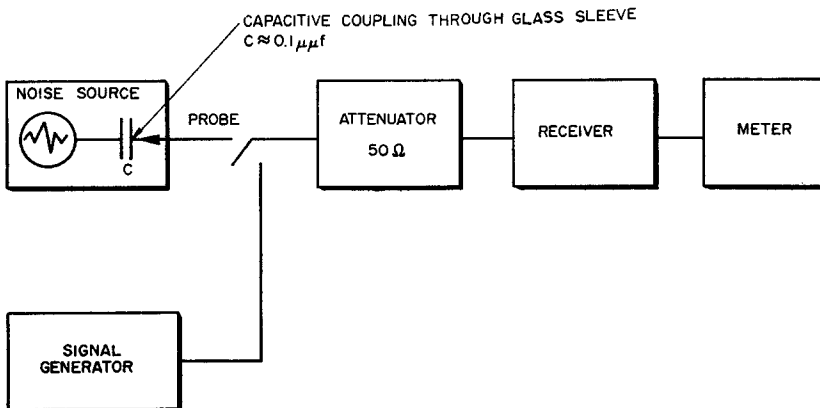 CAPACITIVE COUPLING THROUGH GLASS SLEEVE
C≈0.1μμf
NOISE SOURCE
C
PROBE
ATTENUATOR
50Ω
RECEIVER
METER
SIGNAL
GENERATOR